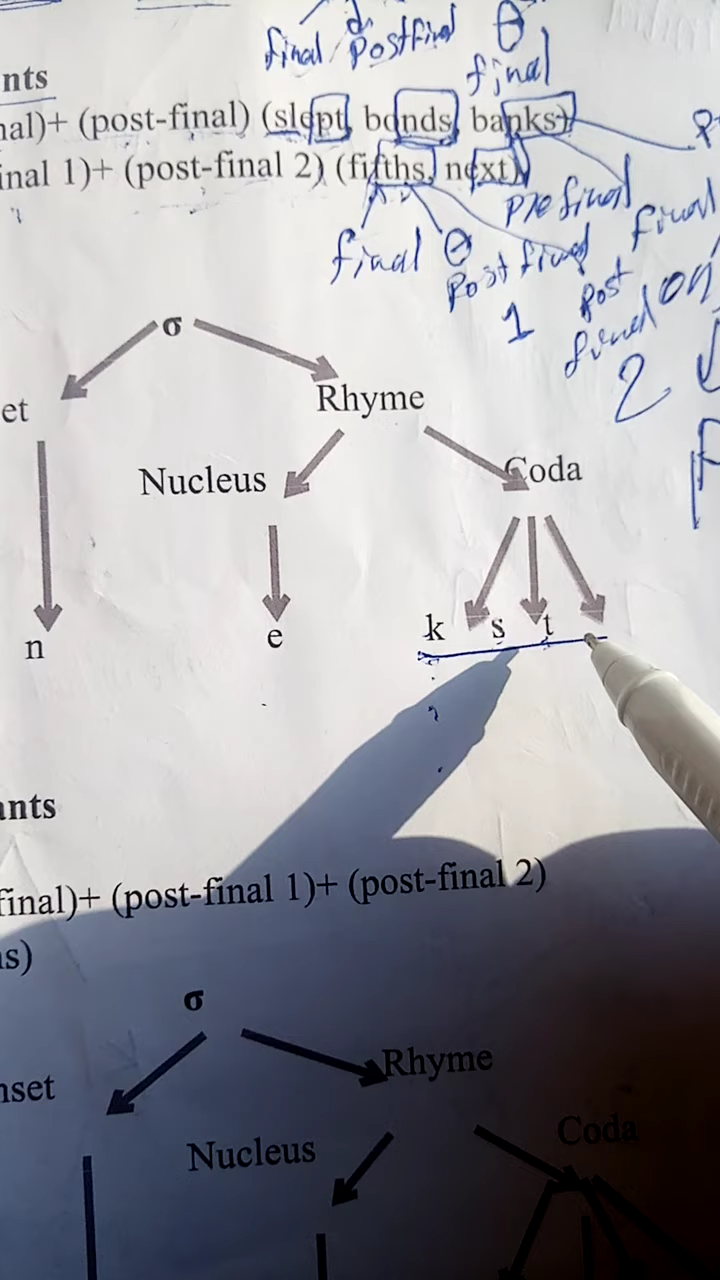 final postfinal θ
final
nts
nal)+ (post-final) (slept, bonds, banks)
inal 1)+ (post-final 2) (fifths, next)
pre final
final
final θ
Post final
1
post
final
2
σ
et
Rhyme
Nucleus
Coda
n
e
k s t
ants
final)+ (post-final 1)+ (post-final 2)
s)
σ
nset
Rhyme
Nucleus
Coda